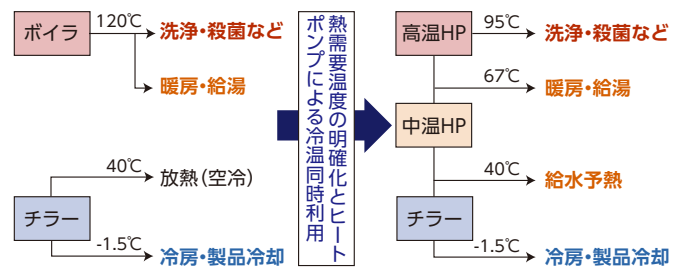 ボイラ
120℃
洗浄・殺菌など
暖房・給湯
40℃
放熱(空冷)
チラー
-1.5℃
冷房・製品冷却
熱需要温度の明確化とヒート
ポンプによる冷温同時利用
高温HP
95℃
洗浄・殺菌など
67℃
暖房・給湯
中温HP
40℃
給水予熱
チラー
-1.5℃
冷房・製品冷却